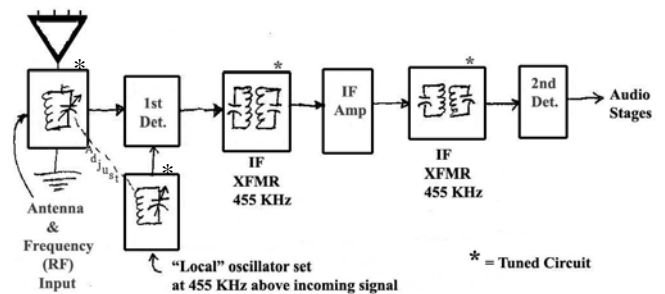 *
*
*
*
1st
Det.
IF
Amp
2nd
Det.
Audio
Stages
Adjust
*
IF
XFMR
455 KHz
IF
XFMR
455 KHz
Antenna
&
Frequency
(RF)
Input
"Local" oscillator set
at 455 KHz above incoming signal
* = Tuned Circuit